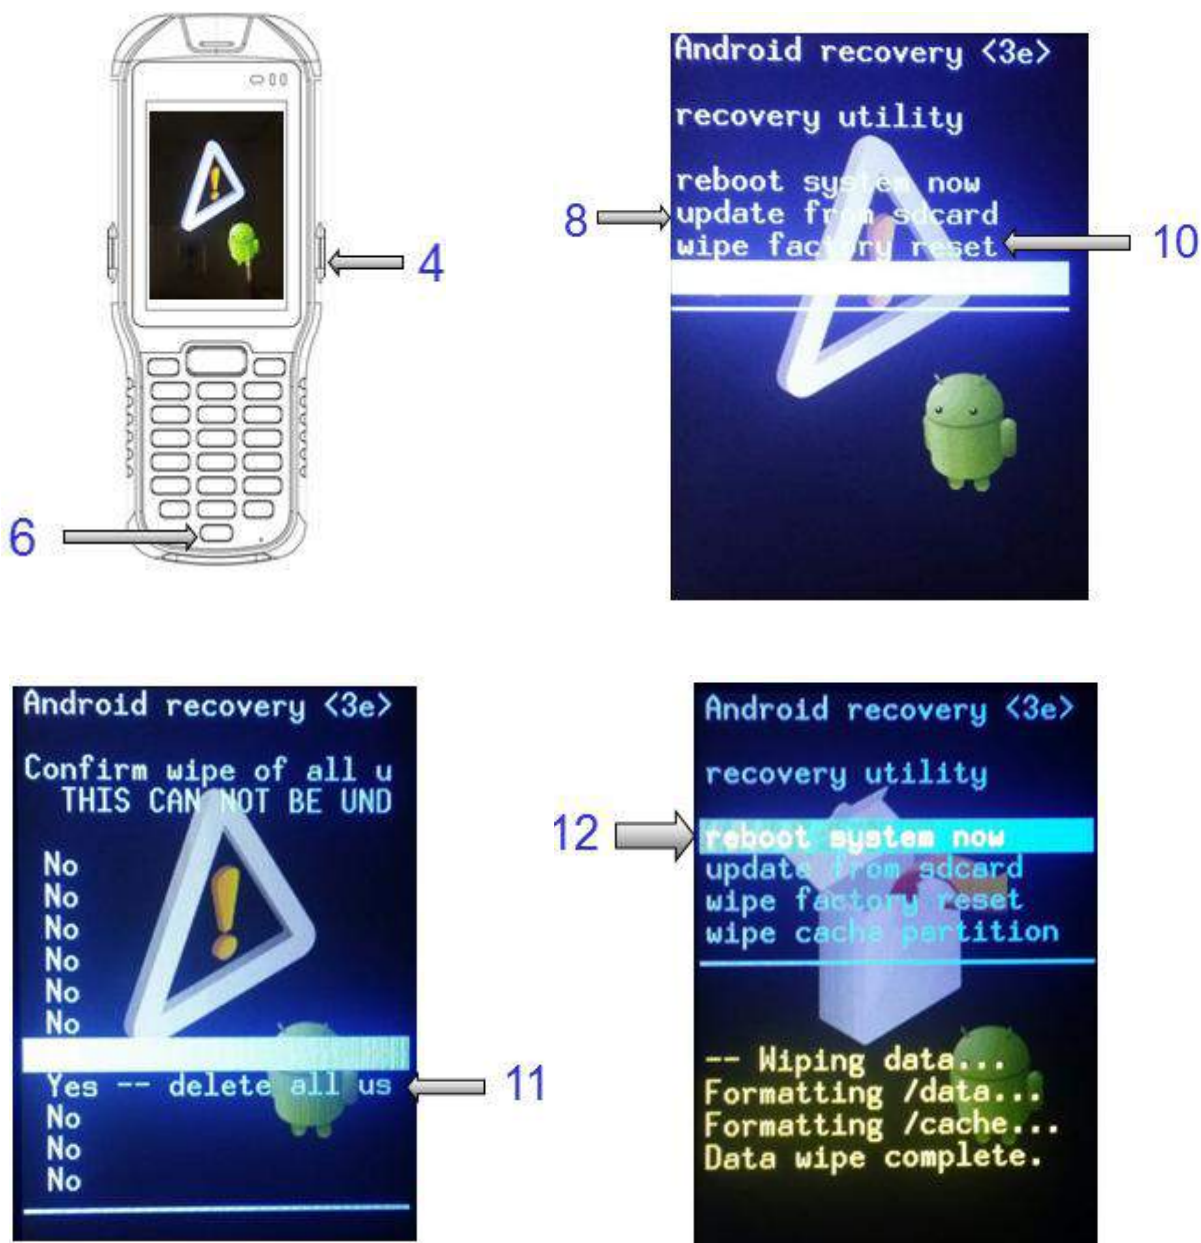 4
6
Android recovery <3e>
recovery utility
reboot system now
8
update from sdcard
wipe factory reset
10
Android recovery <3e>
Confirm wipe of all u
THIS CAN NOT BE UND
No
No
No
No
No
No
Yes -- delete all us
11
No
No
No
Android recovery <3e>
recovery utility
12
reboot system now
update from sdcard
wipe factory reset
wipe cache partition
-- Wiping data...
Formatting /data...
Formatting /cache...
Data wipe complete.